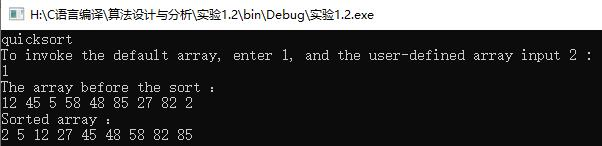 H:\C语言编译\算法设计与分析\实验1.2\bin\Debug\实验1.2.exe
quicksort
To invoke the default array, enter 1, and the user-defined array input 2 :
1
The array before the sort :
12 45 5 58 48 85 27 82 2
Sorted array :
2 5 12 27 45 48 58 82 85